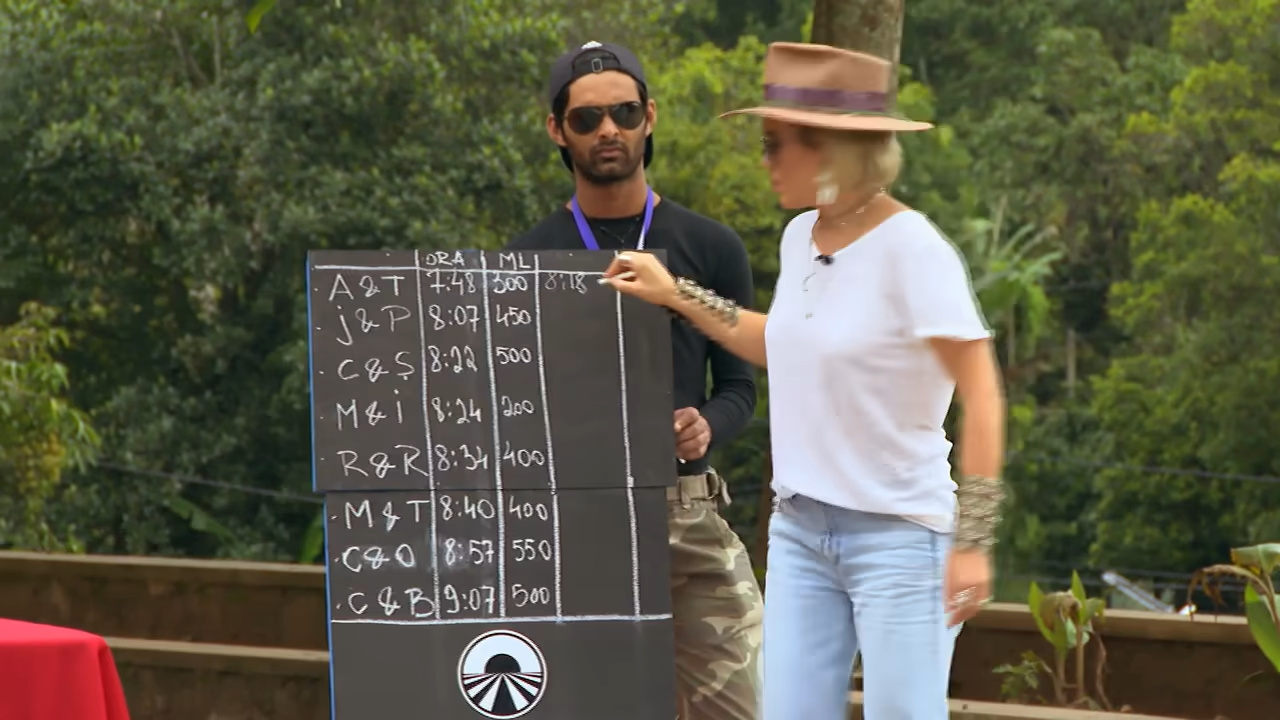 ORA ML
A & T 7:48 300 8:18
J & P 8:07 450
C & Ș 8:22 500
M & i 8:24 200
R & R 8:34 400
M & T 8:40 400
C & O 8:57 550
C & B 9:07 500